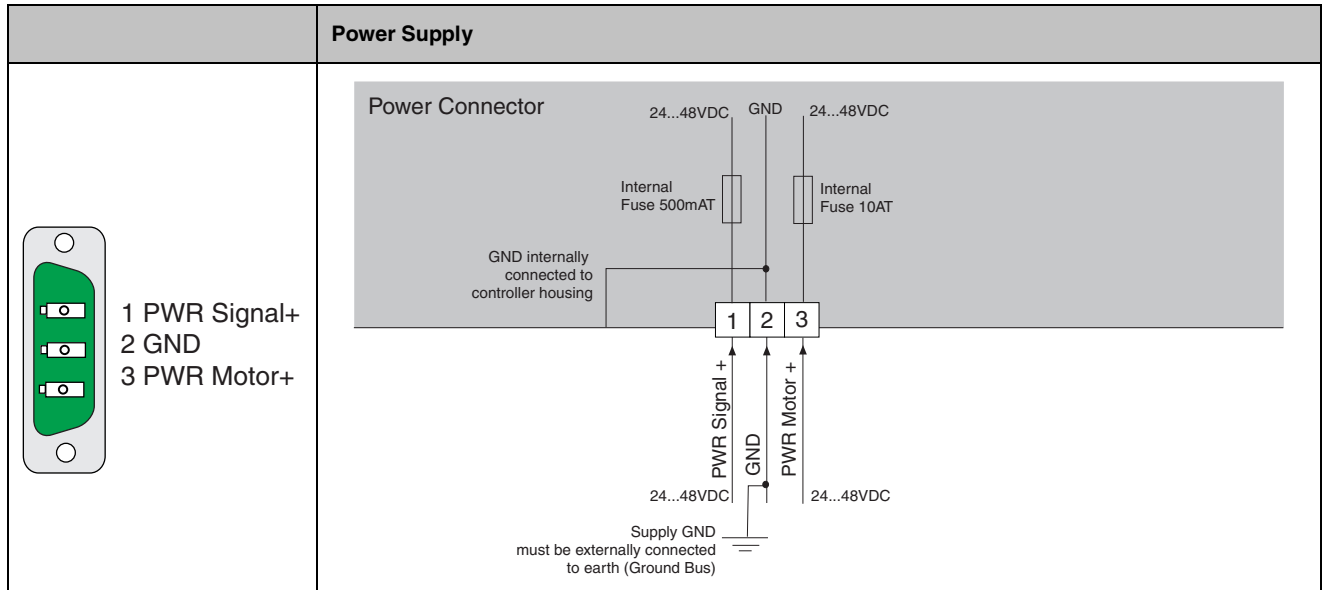 Power Supply
1 PWR Signal+
2 GND
3 PWR Motor+
Power Connector
24...48VDC
GND
24...48VDC
Internal
Fuse 500mAT
Internal
Fuse 10AT
GND internally
connected to
controller housing
1
2
3
PWR Signal +
GND
PWR Motor +
24...48VDC
24...48VDC
Supply GND
must be externally connected
to earth (Ground Bus)